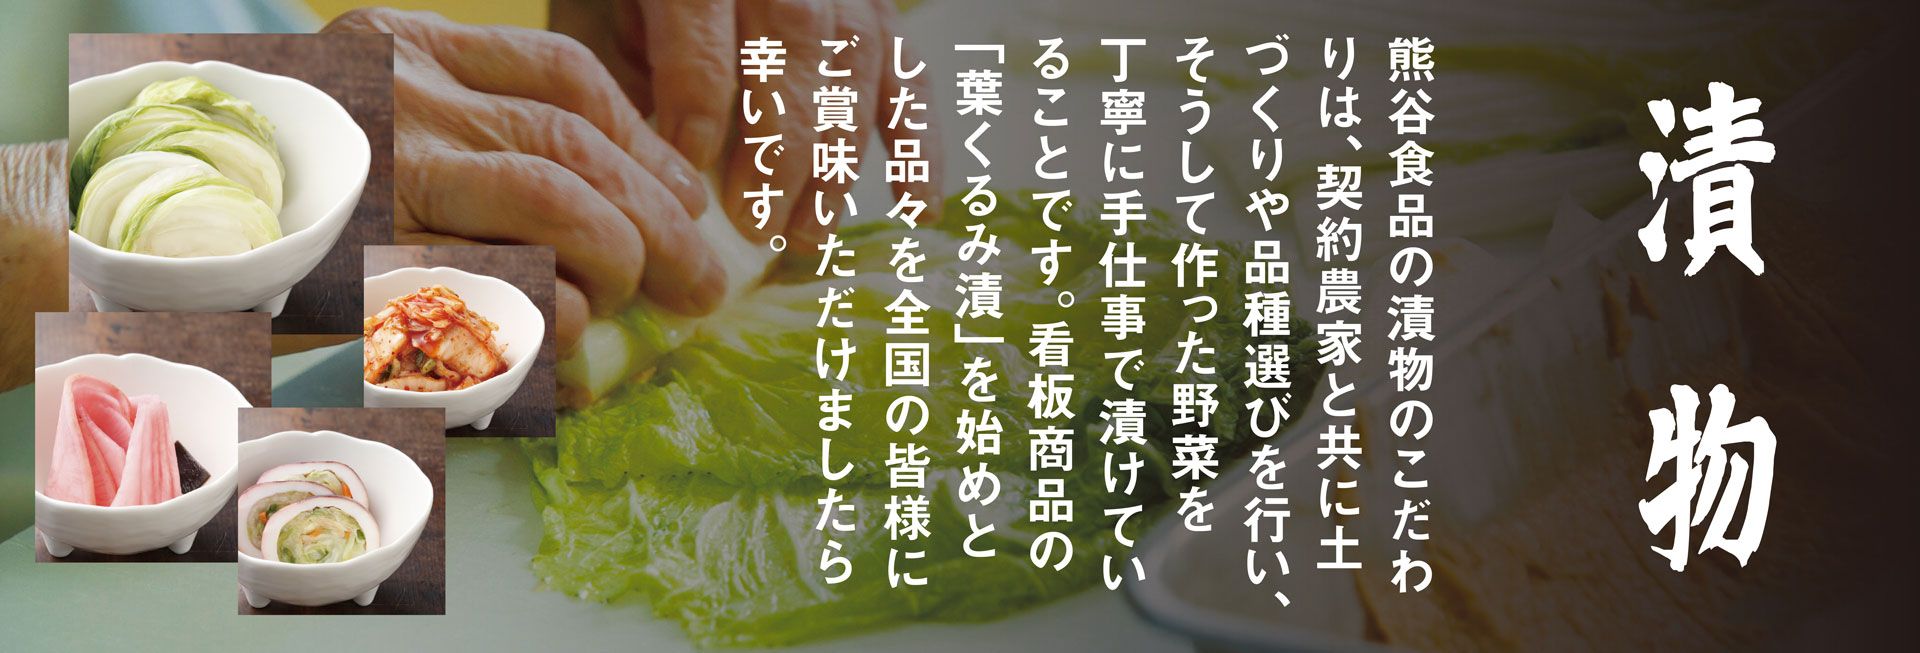 漬物
熊谷食品の漬物のこだわ
りは、契約農家と共に土
づくりや品種選びを行い、
そうして作った野菜を
丁寧に手仕事で漬けてい
ることです。看板商品の
「葉くるみ漬」を始めと
した品々を全国の皆様に
ご賞味いただけましたら
幸いです。